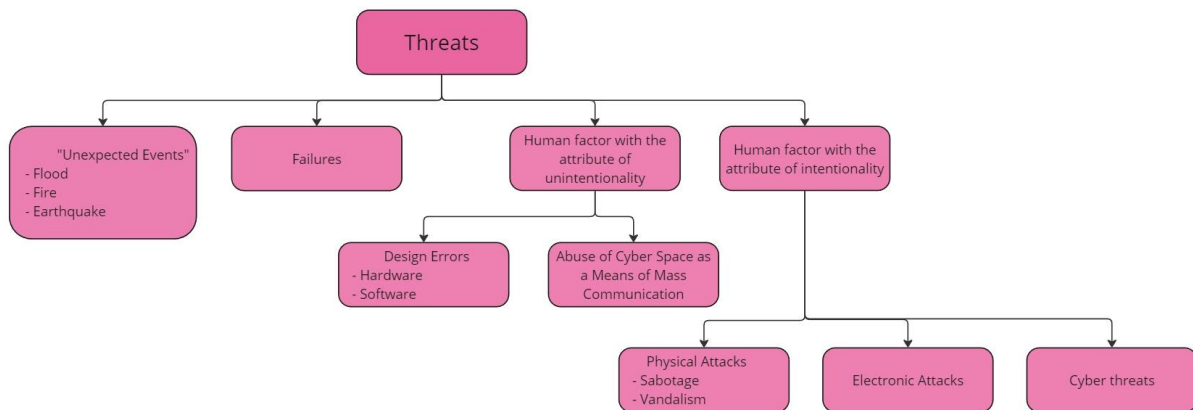 Threats
"Unexpected Events"
- Flood
- Fire
- Earthquake
Failures
Human factor with the
attribute of
unintentionality
Human factor with the
attribute of intentionality
Design Errors
- Hardware
- Software
Abuse of Cyber Space as
a Means of Mass
Communication
Physical Attacks
- Sabotage
- Vandalism
Electronic Attacks
Cyber threats